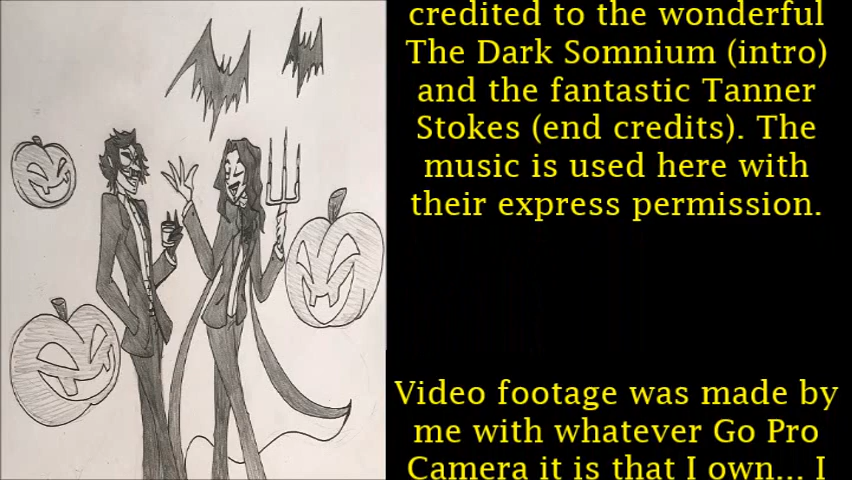 credited to the wonderful
The Dark Somnium (intro)
and the fantastic Tanner
Stokes (end credits). The
music is used here with
their express permission.
Video footage was made by
me with whatever Go Pro
Camera it is that I own... I